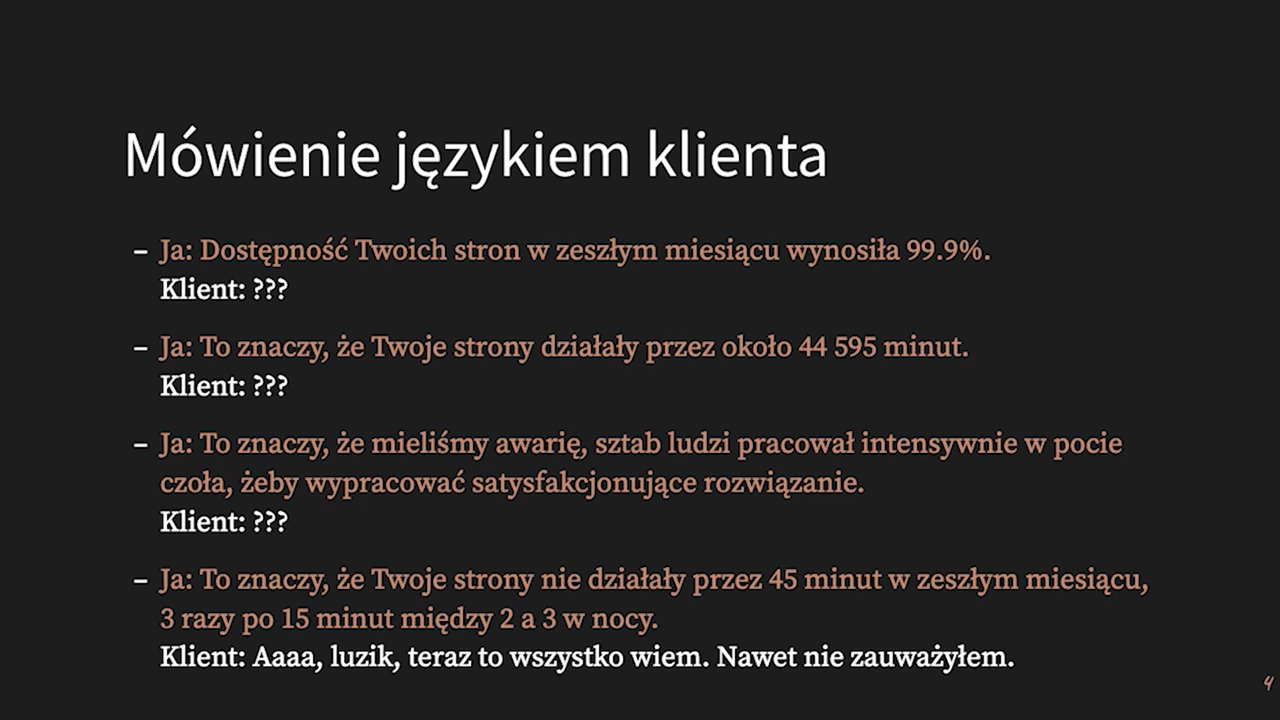 Mówienie językiem klienta
– Ja: Dostępność Twoich stron w zeszłym miesiącu wynosiła 99.9%.
Klient: ???
– Ja: To znaczy, że Twoje strony działały przez około 44 595 minut.
Klient: ???
– Ja: To znaczy, że mieliśmy awarię, sztab ludzi pracował intensywnie w pocie
czoła, żeby wypracować satysfakcjonujące rozwiązanie.
Klient: ???
– Ja: To znaczy, że Twoje strony nie działały przez 45 minut w zeszłym miesiącu,
3 razy po 15 minut między 2 a 3 w nocy.
Klient: Aaaa, luzik, teraz to wszystko wiem. Nawet nie zauważyłem.
4